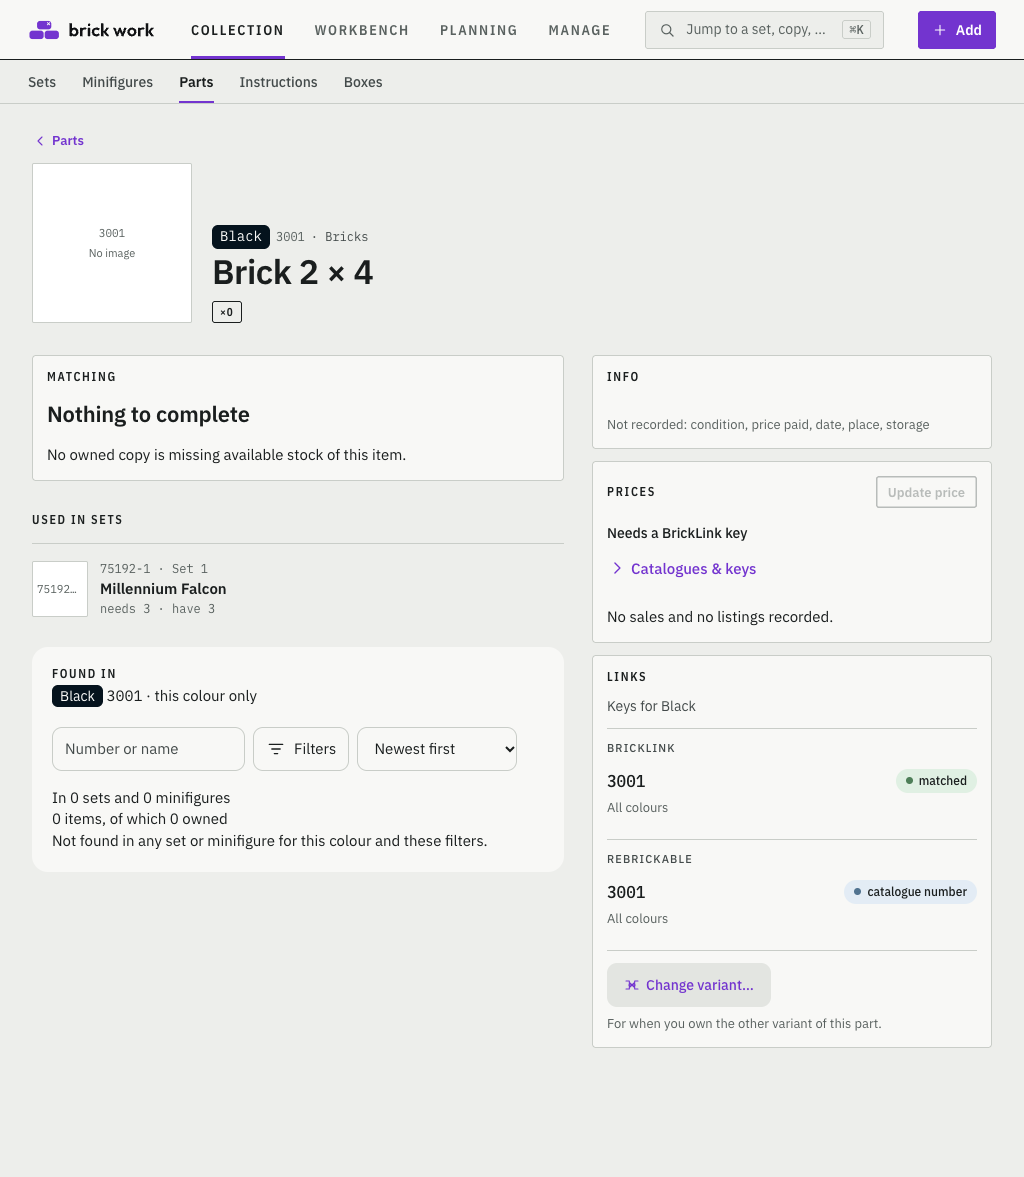 brick work
COLLECTION
WORKBENCH
PLANNING
MANAGE
Jump to a set, copy, …
⌘K
Add
Sets
Minifigures
Parts
Instructions
Boxes
Parts
3001
No image
Black 3001 · Bricks
Brick 2 × 4
×0
MATCHING
Nothing to complete
No owned copy is missing available stock of this item.
USED IN SETS
75192…
75192-1 · Set 1
Millennium Falcon
needs 3 · have 3
FOUND IN
Black 3001 · this colour only
Number or name
Filters
Newest first
In 0 sets and 0 minifigures
0 items, of which 0 owned
Not found in any set or minifigure for this colour and these filters.
INFO
Not recorded: condition, price paid, date, place, storage
PRICES
Update price
Needs a BrickLink key
Catalogues & keys
No sales and no listings recorded.
LINKS
Keys for Black
BRICKLINK
3001
matched
All colours
REBRICKABLE
3001
catalogue number
All colours
Change variant…
For when you own the other variant of this part.